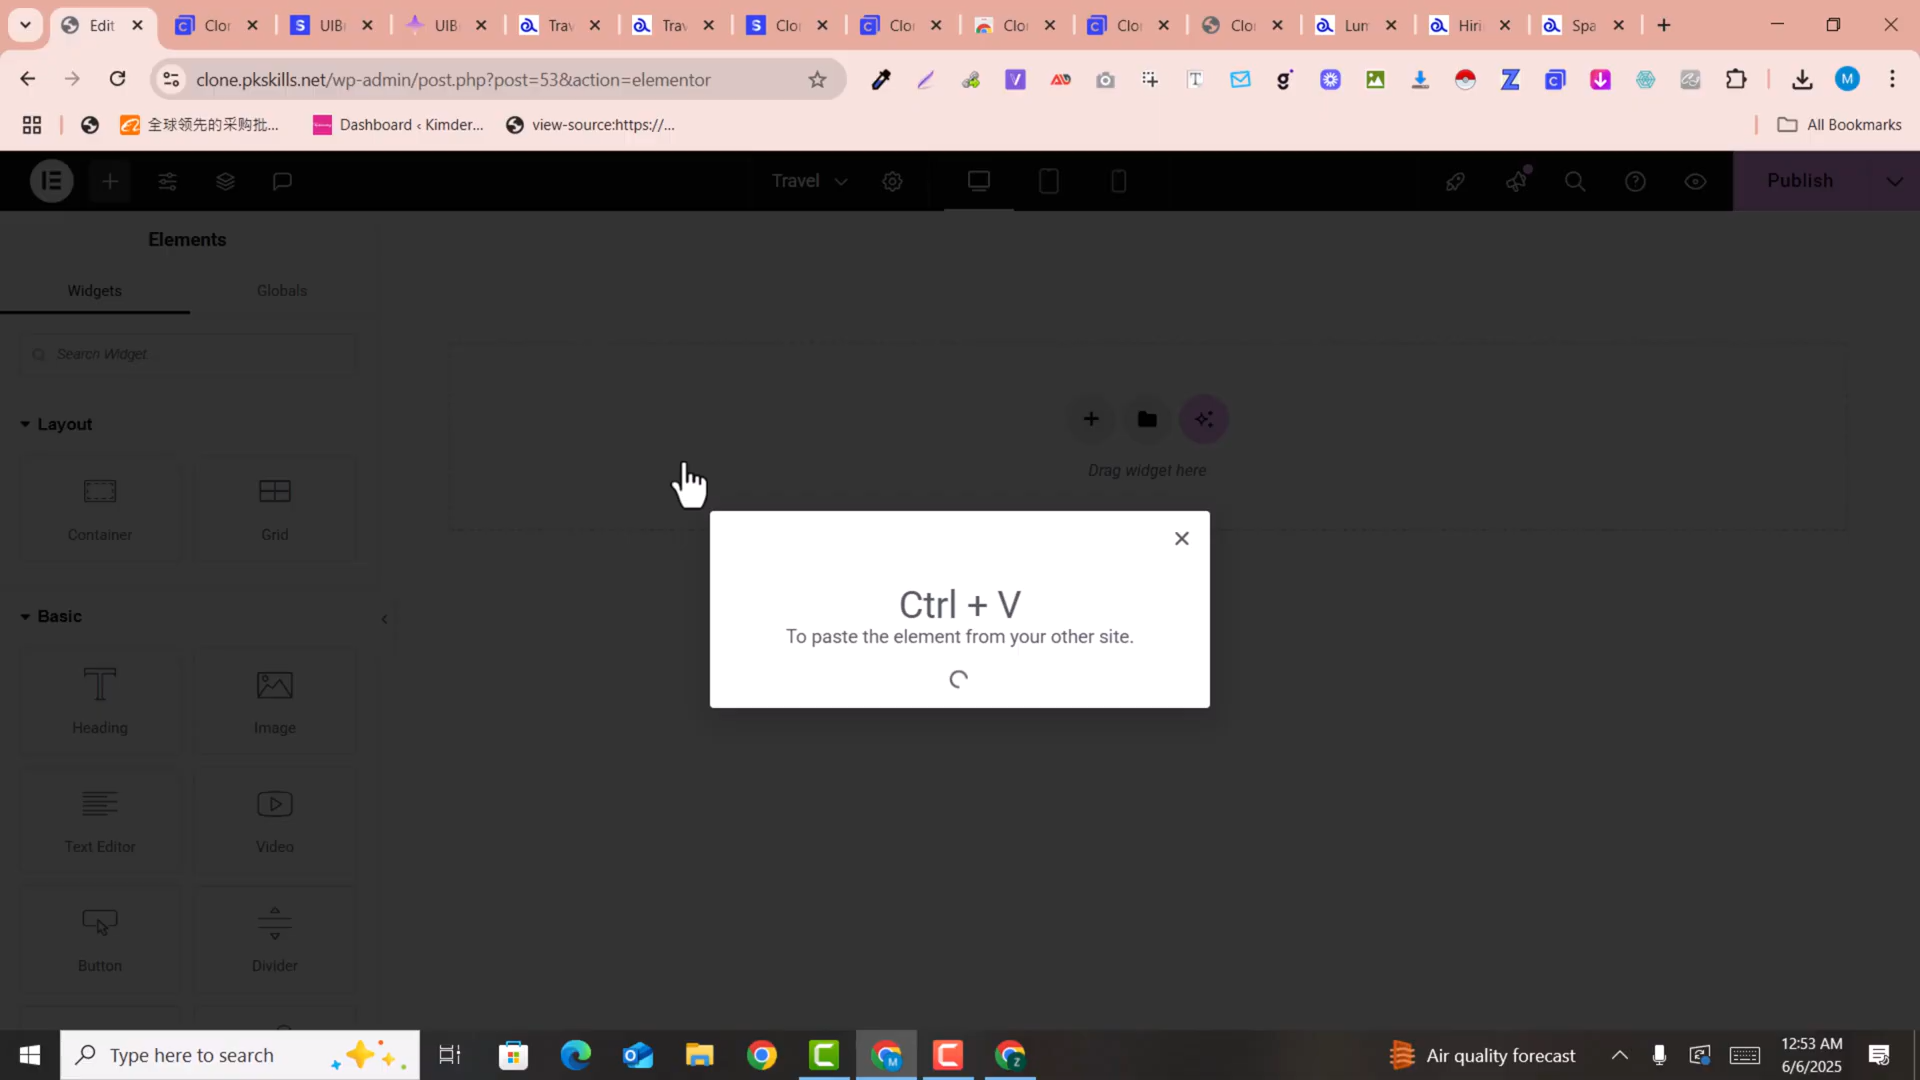 Edit
Clo
UIB
UIB
Trav
Trav
Clo
Clo
Clo
Clo
Clo
Lun
Hiri
Spa
clone.pkskills.net/wp-admin/post.php?post=53&action=elementor
M
全球领先的采购批...
Dashboard ‹ Kimder...
view-source:https://...
All Bookmarks
Travel
Publish
Elements
Widgets
Globals
Search Widget...
Layout
Container
Grid
Drag widget here
Ctrl + V
To paste the element from your other site.
Basic
Heading
Image
Text Editor
Video
Button
Divider
Type here to search
Air quality forecast
12:53 AM
6/6/2025